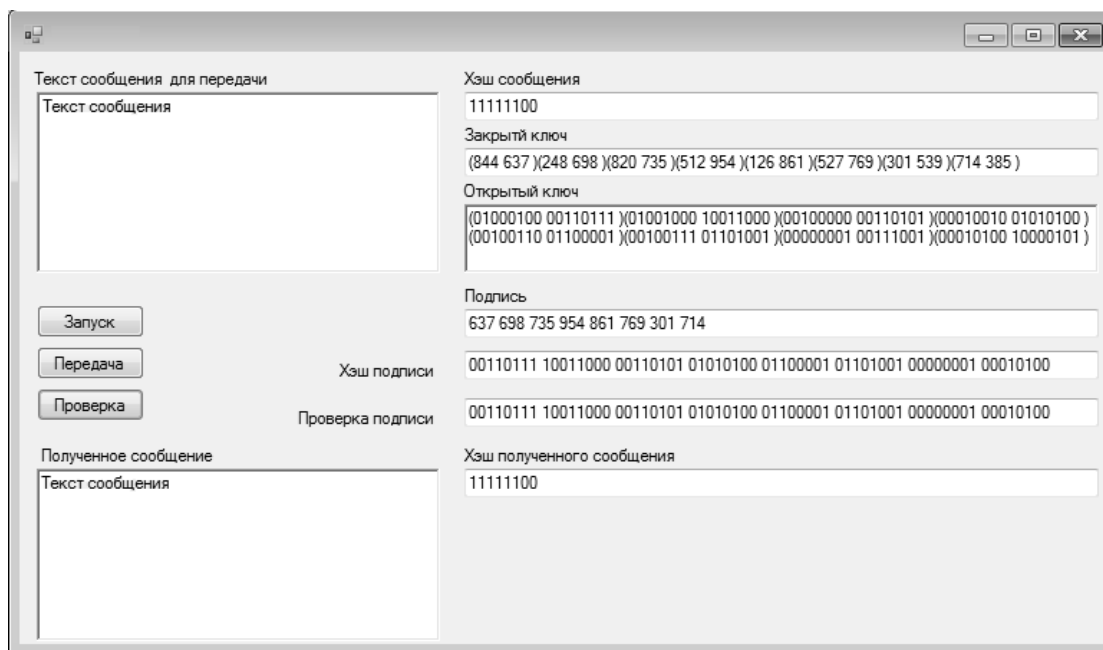 Текст сообщения для передачи
Текст сообщения
Хэш сообщения
11111100
Закрытй ключ
(844 637 )(248 698 )(820 735 )(512 954 )(126 861 )(527 769 )(301 539 )(714 385 )
Открытый ключ
(01000100 00110111 )(01001000 10011000 )(00100000 00110101 )(00010010 01010100 )
(00100110 01100001 )(00100111 01101001 )(00000001 00111001 )(00010100 10000101 )
Подпись
637 698 735 954 861 769 301 714
Запуск
Передача
Хэш подписи
00110111 10011000 00110101 01010100 01100001 01101001 00000001 00010100
Проверка
Проверка подписи
00110111 10011000 00110101 01010100 01100001 01101001 00000001 00010100
Полученное сообщение
Текст сообщения
Хэш полученного сообщения
11111100